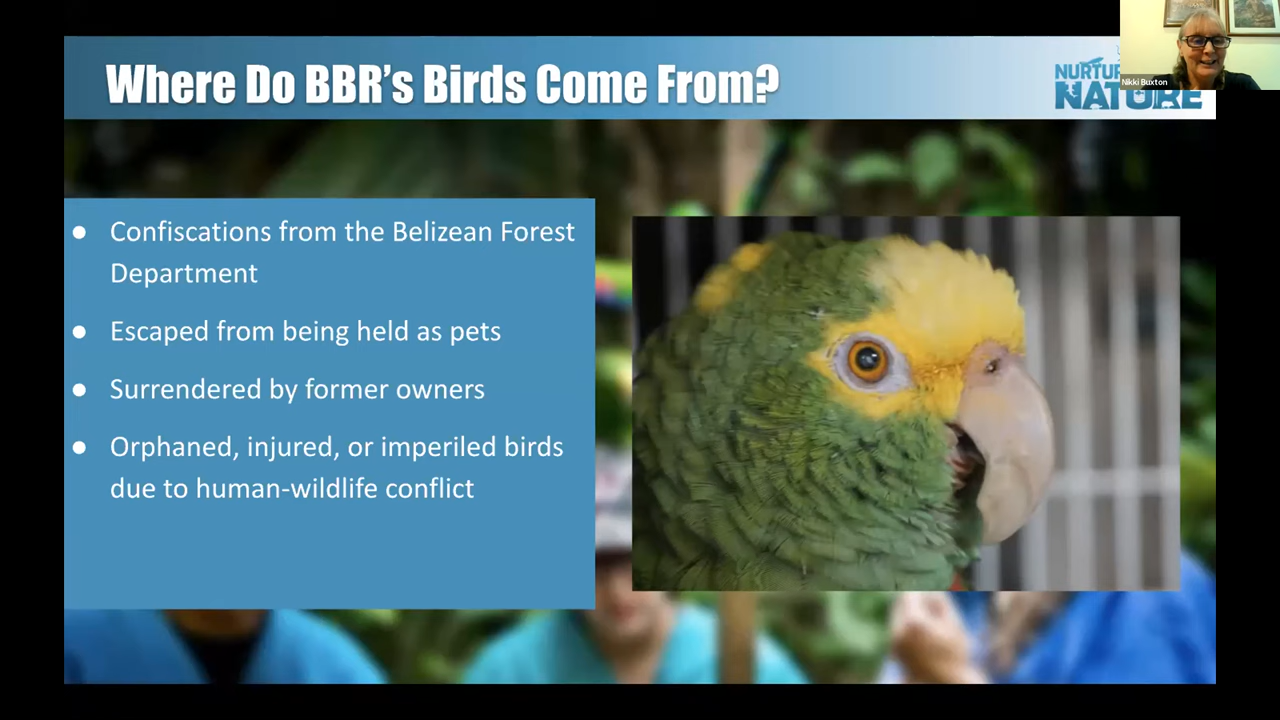 Where Do BBR's Birds Come From?
NURTUR
NATURE
Nikki Buxton
● Confiscations from the Belizean Forest
Department
● Escaped from being held as pets
● Surrendered by former owners
● Orphaned, injured, or imperiled birds
due to human-wildlife conflict